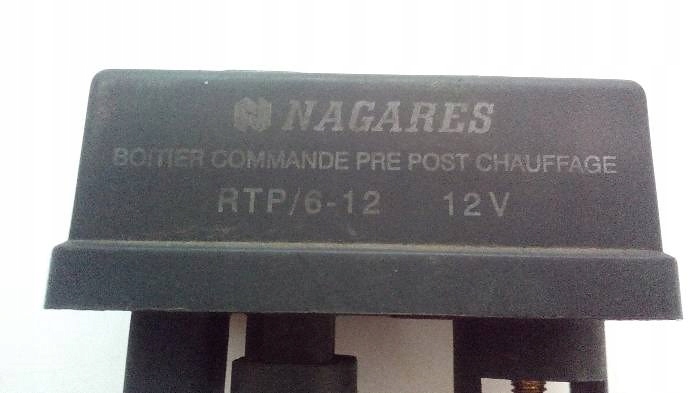 NAGARES
BOITIER COMMANDE PRE POST CHAUFFAGE
RTP/6-12 12V